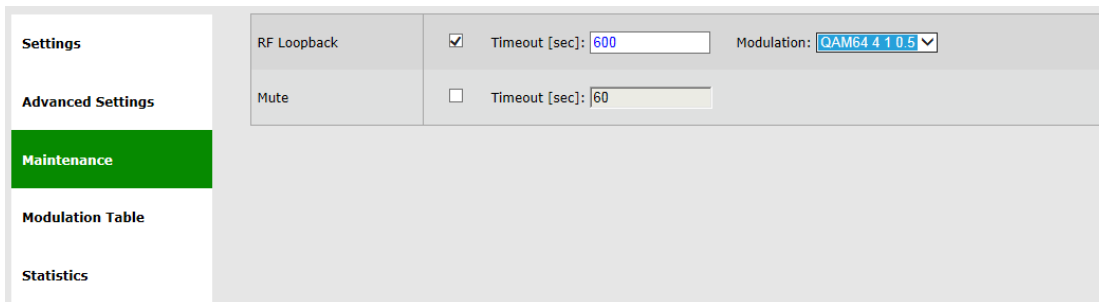 Settings
Advanced Settings
Maintenance
Modulation Table
Statistics
RF Loopback Timeout [sec]: 600 Modulation: QAM64 4 1 0.5
Mute Timeout [sec]: 60